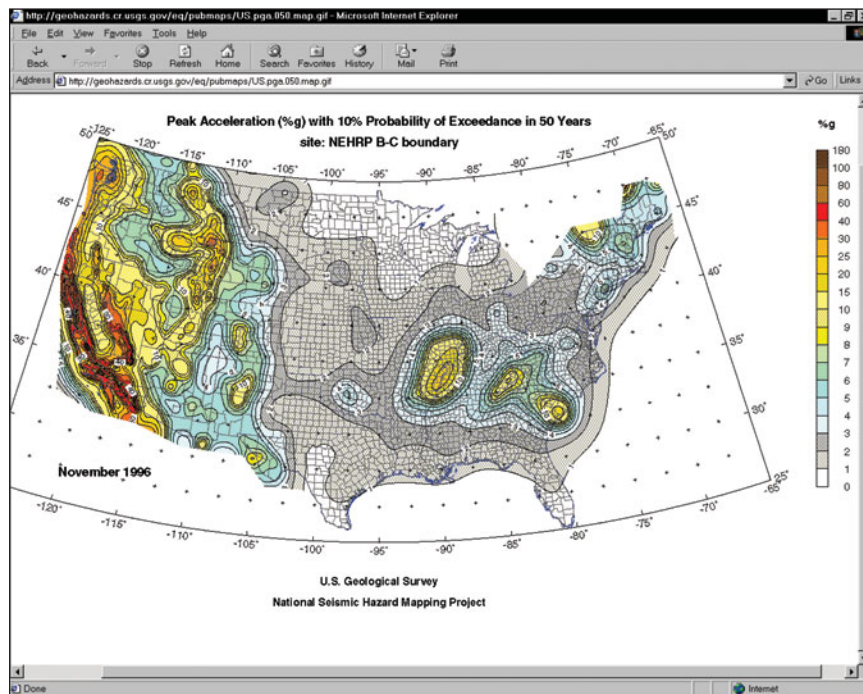 http://geohazards.cr.usgs.gov/eq/pubmaps/US.pga.050.map.gif - Microsoft Internet Explorer
File Edit View Favorites Tools Help
Back Forward Stop Refresh Home Search Favorites History Mail Print
Address http://geohazards.cr.usgs.gov/eq/pubmaps/US.pga.050.map.gif Go Links
Peak Acceleration (%g) with 10% Probability of Exceedance in 50 Years
site: NEHRP B-C boundary
-125° -120° -115° -110° -105° -100° -95° -90° -85° -80° -75° -70° -65°
50° 50°
45° 45°
40° 40°
35° 35°
30°
25°
%g
180
100
80
60
40
30
25
20
15
10
9
8
7
6
5
4
3
2
1
0
November 1996
-115° -110° -105° -100° -95° -90° -85° -80° -75° -70° -65°
U.S. Geological Survey
National Seismic Hazard Mapping Project
Done Internet